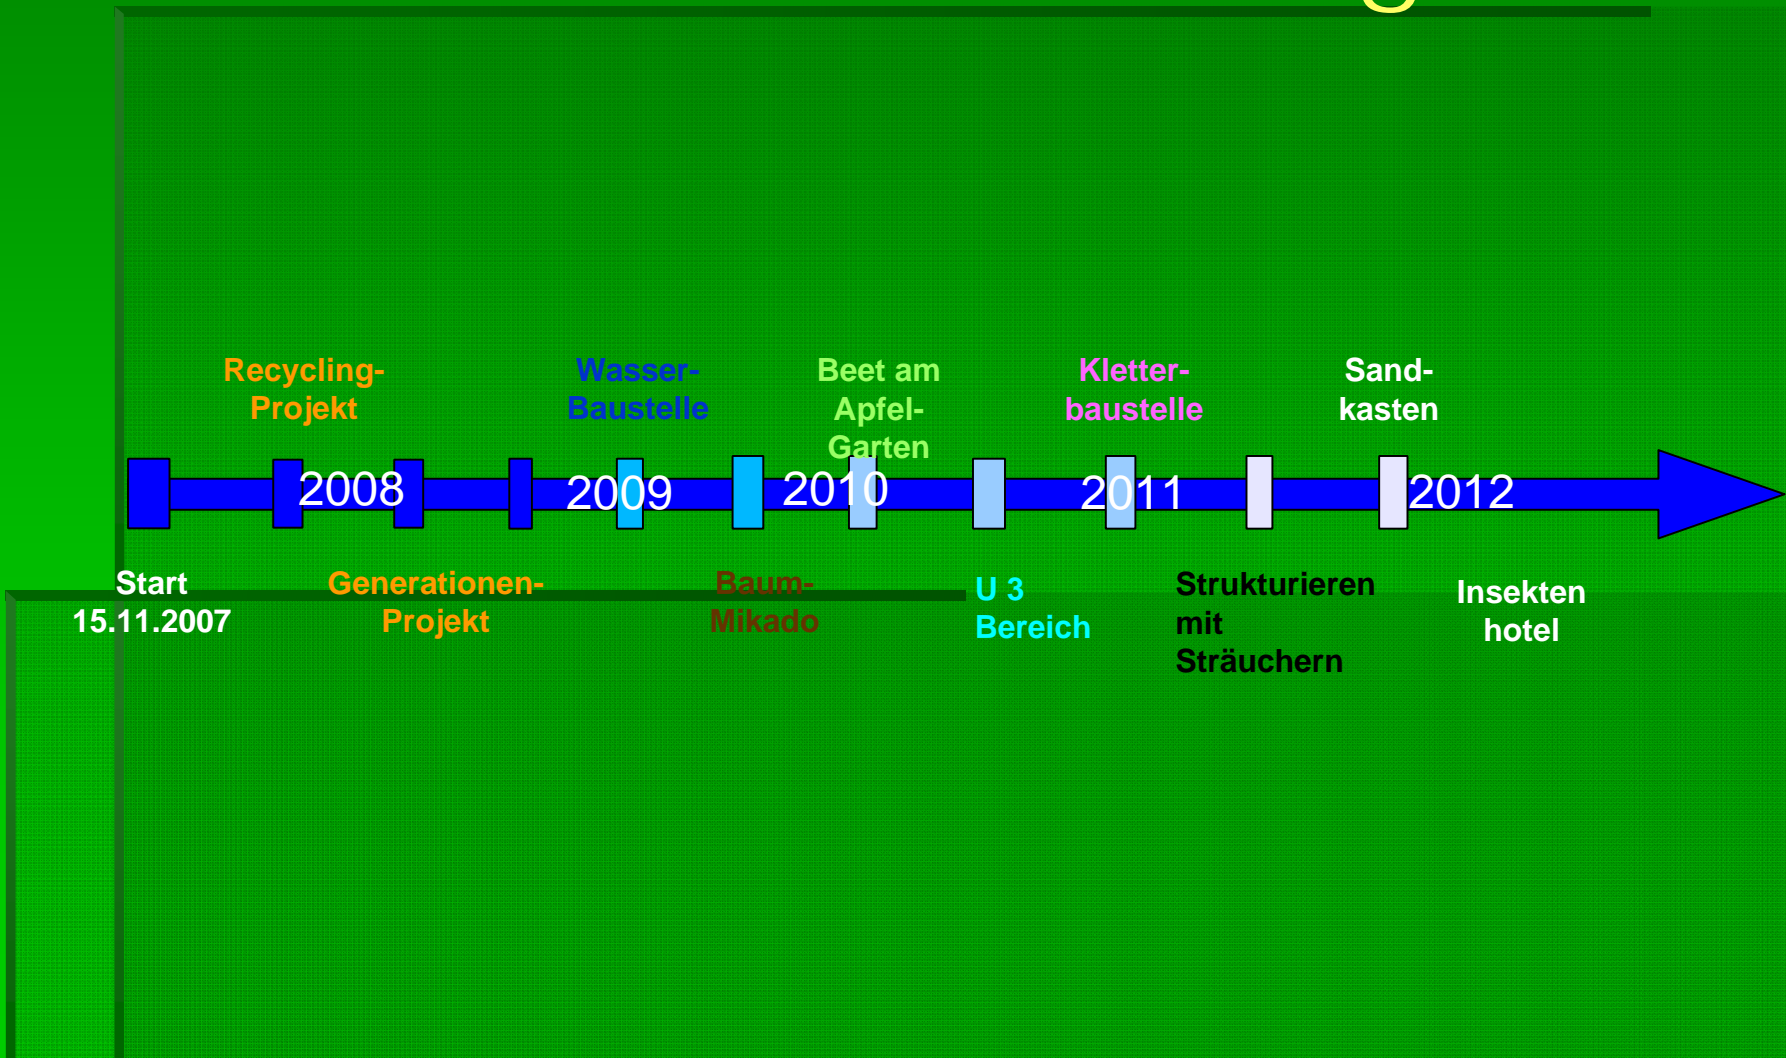 Recycling-
Projekt
Wasser-
Baustelle
Beet am
Apfel-
Garten
Kletter-
baustelle
Sand-
kasten
2008
2009
2010
2011
2012
Start
15.11.2007
Generationen-
Projekt
Baum-
Mikado
U 3
Bereich
Strukturieren
mit
Sträuchern
Insekten
hotel